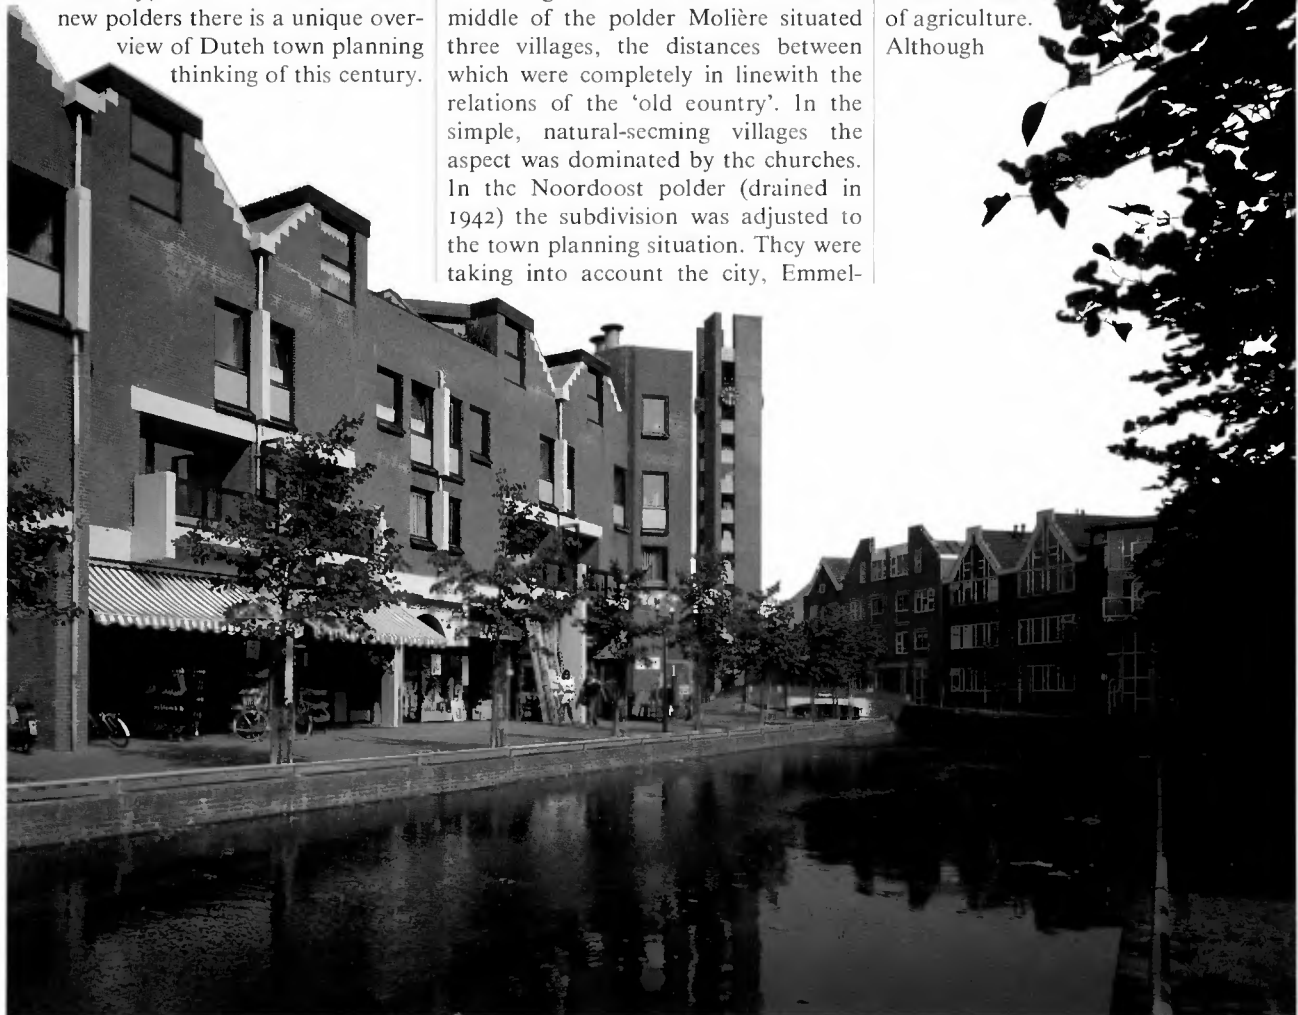 new polders there is a unique over-
view of Duteh town planning
thinking of this century.
middle of the polder Molière situated
three villages, the distances between
which were completely in linewith the
relations of the ‘old eountry’. In the
simple, natural-secming villages the
aspect was dominated by thc churches.
In thc Noordoost polder (drained in
1942) the subdivision was adjusted to
the town planning situation. They were
taking into account the city, Emmel-
of agriculture.
Although